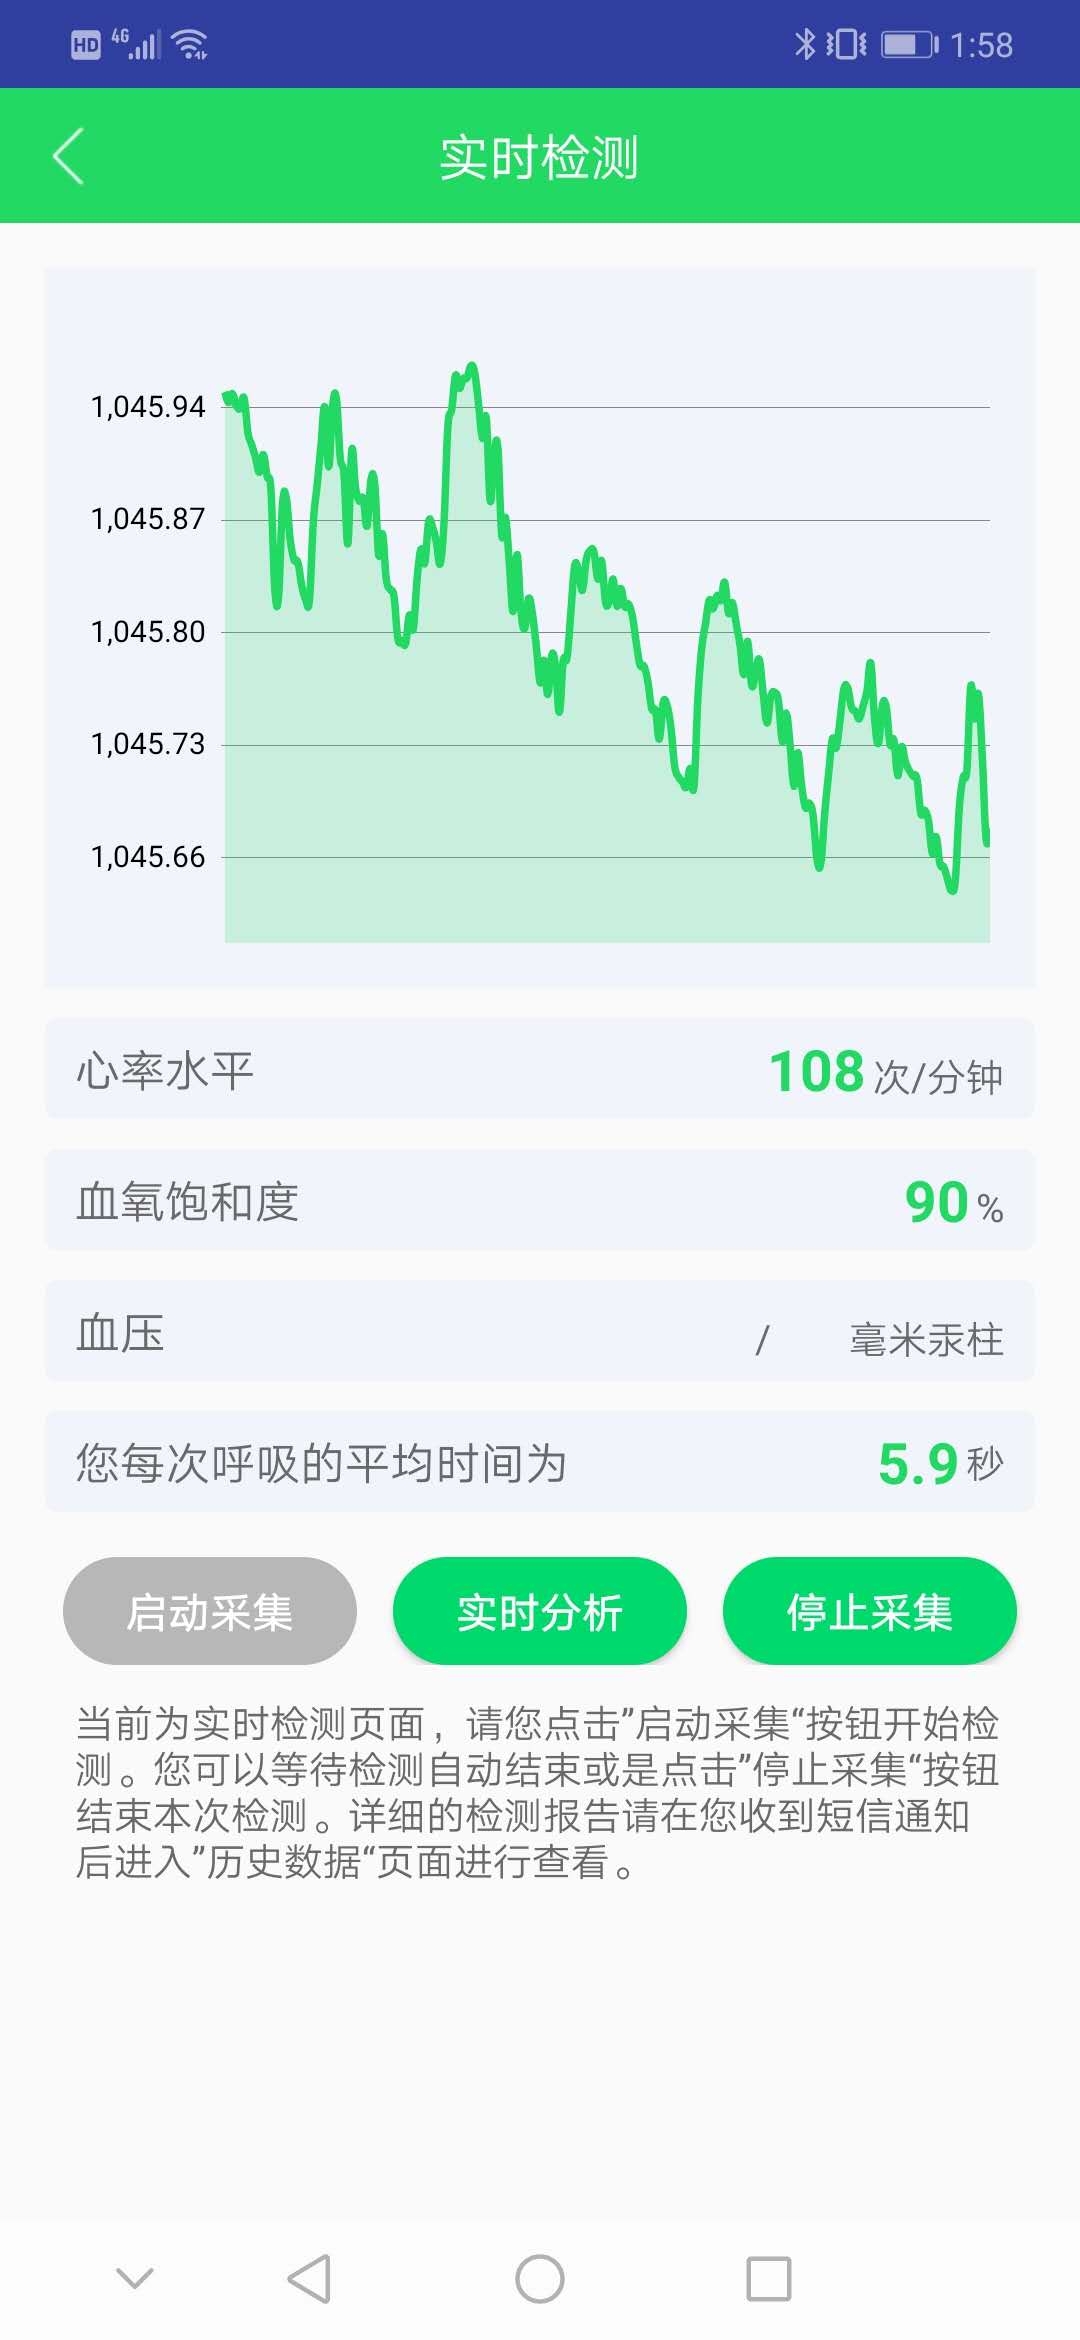 HD 4G 1:58
实时检测
1,045.94
1,045.87
1,045.80
1,045.73
1,045.66
心率水平 108 次/分钟
血氧饱和度 90 %
血压 / 毫米汞柱
您每次呼吸的平均时间为 5.9 秒
启动采集 实时分析 停止采集
当前为实时检测页面，请您点击”启动采集“按钮开始检
测。您可以等待检测自动结束或是点击”停止采集“按钮
结束本次检测。详细的检测报告请在您收到短信通知
后进入”历史数据“页面进行查看。